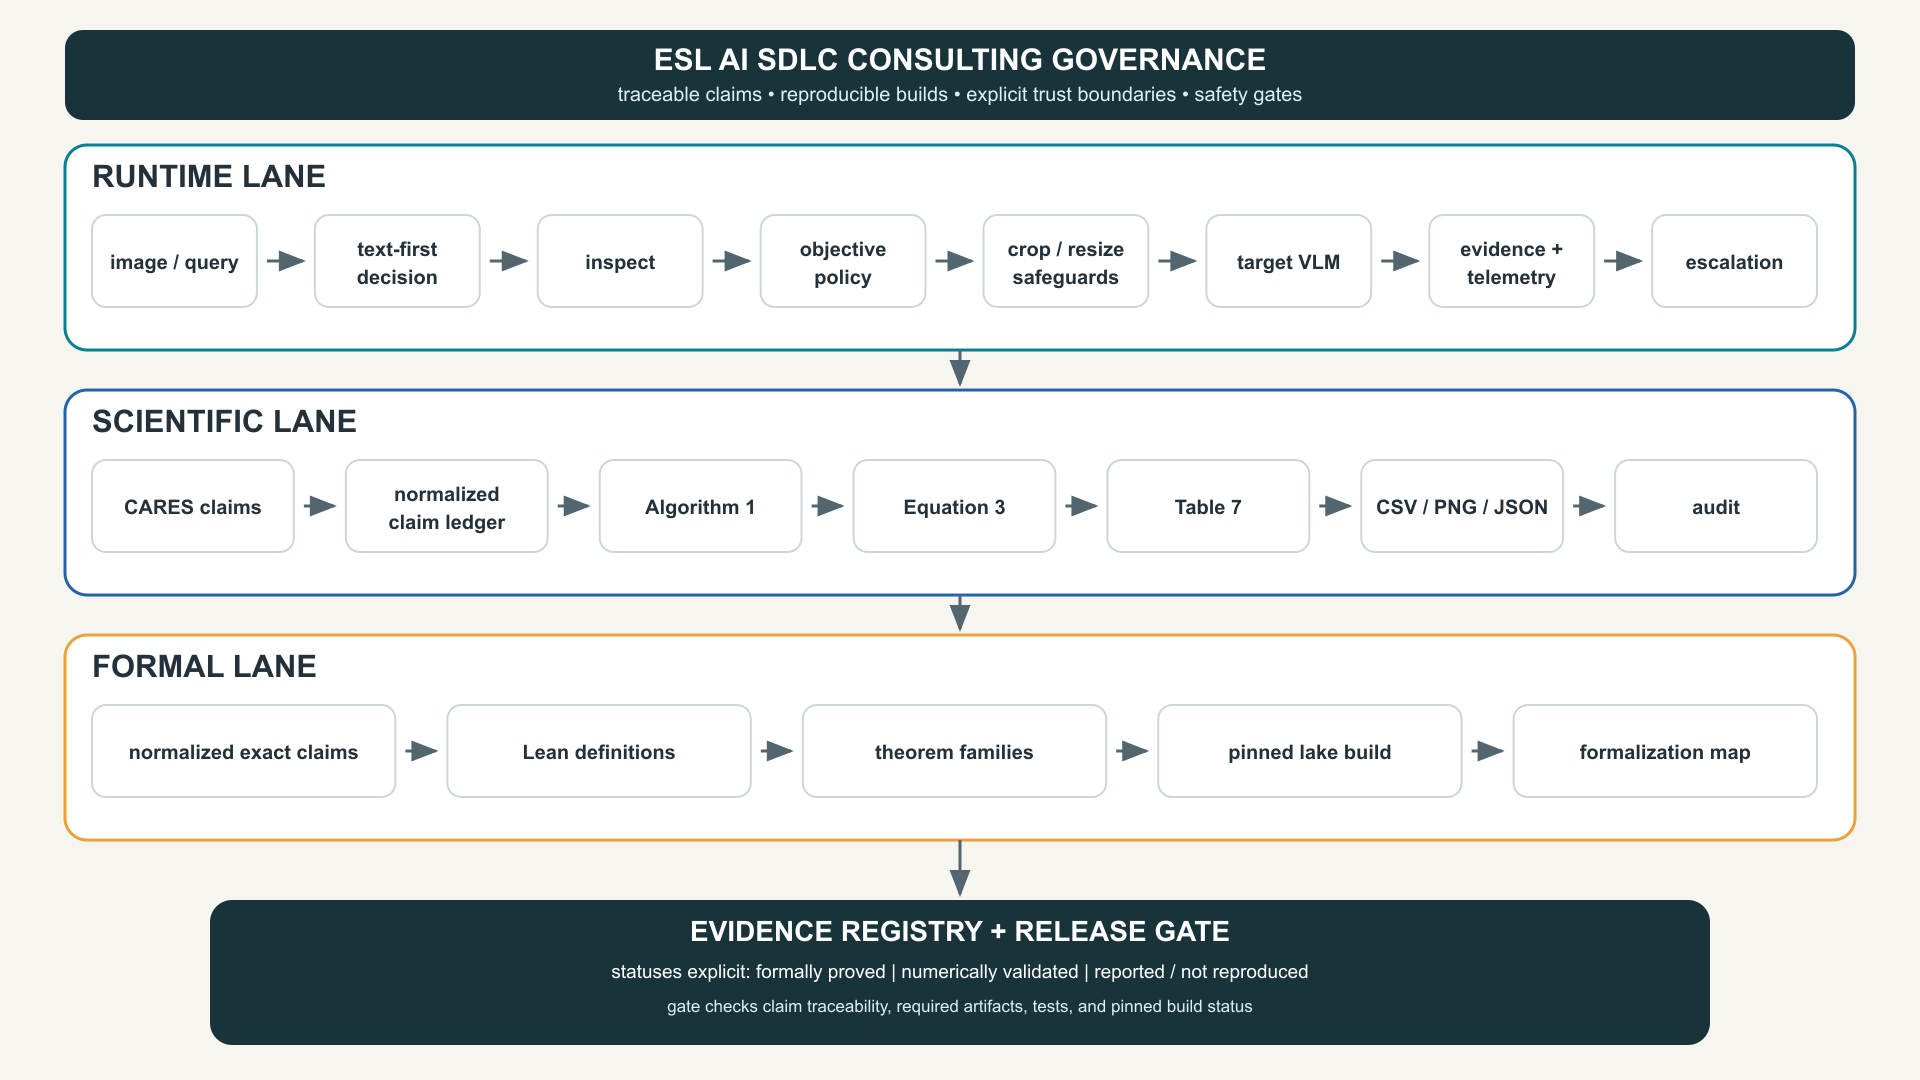 ESL AI SDLC CONSULTING GOVERNANCE
traceable claims • reproducible builds • explicit trust boundaries • safety gates
RUNTIME LANE
image / query
text-first
decision
inspect
objective
policy
crop / resize
safeguards
target VLM
evidence +
telemetry
escalation
SCIENTIFIC LANE
CARES claims
normalized
claim ledger
Algorithm 1
Equation 3
Table 7
CSV / PNG / JSON
audit
FORMAL LANE
normalized exact claims
Lean definitions
theorem families
pinned lake build
formalization map
EVIDENCE REGISTRY + RELEASE GATE
statuses explicit: formally proved | numerically validated | reported / not reproduced
gate checks claim traceability, required artifacts, tests, and pinned build status